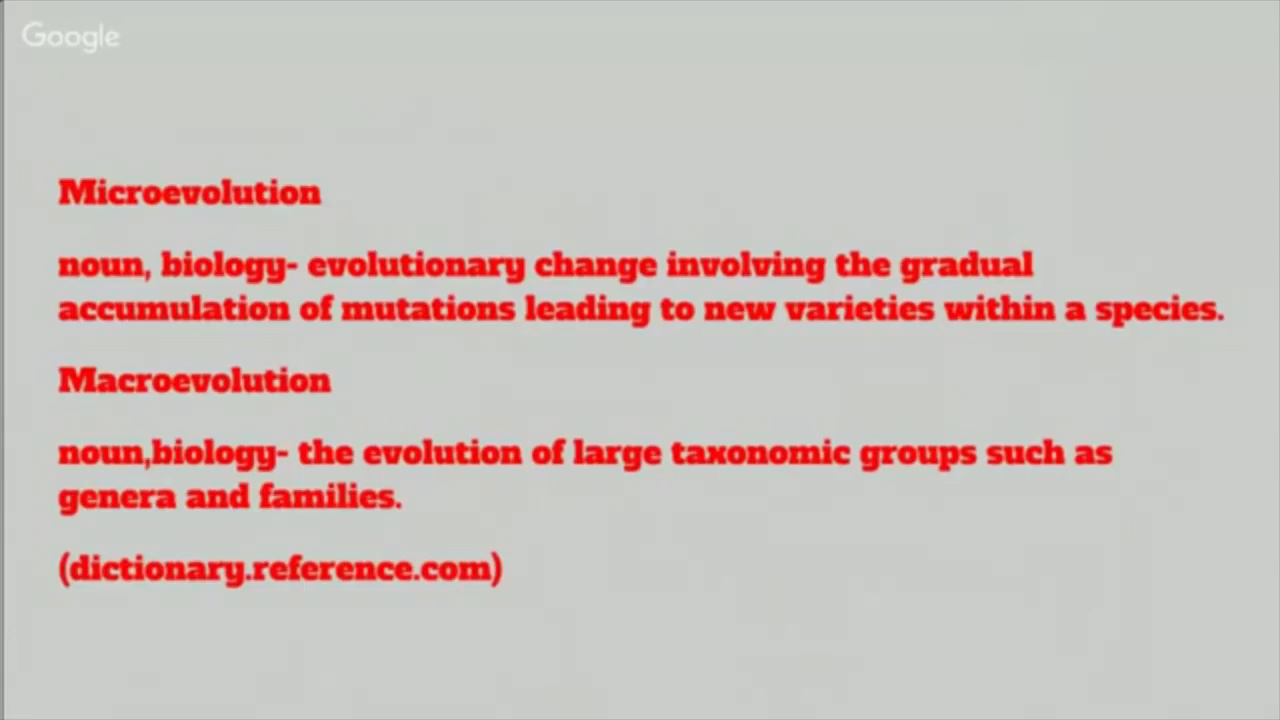 Google
Microevolution
noun, biology- evolutionary change involving the gradual
accumulation of mutations leading to new varieties within a species.
Macroevolution
noun,biology- the evolution of large taxonomic groups such as
genera and families.
(dictionary.reference.com)